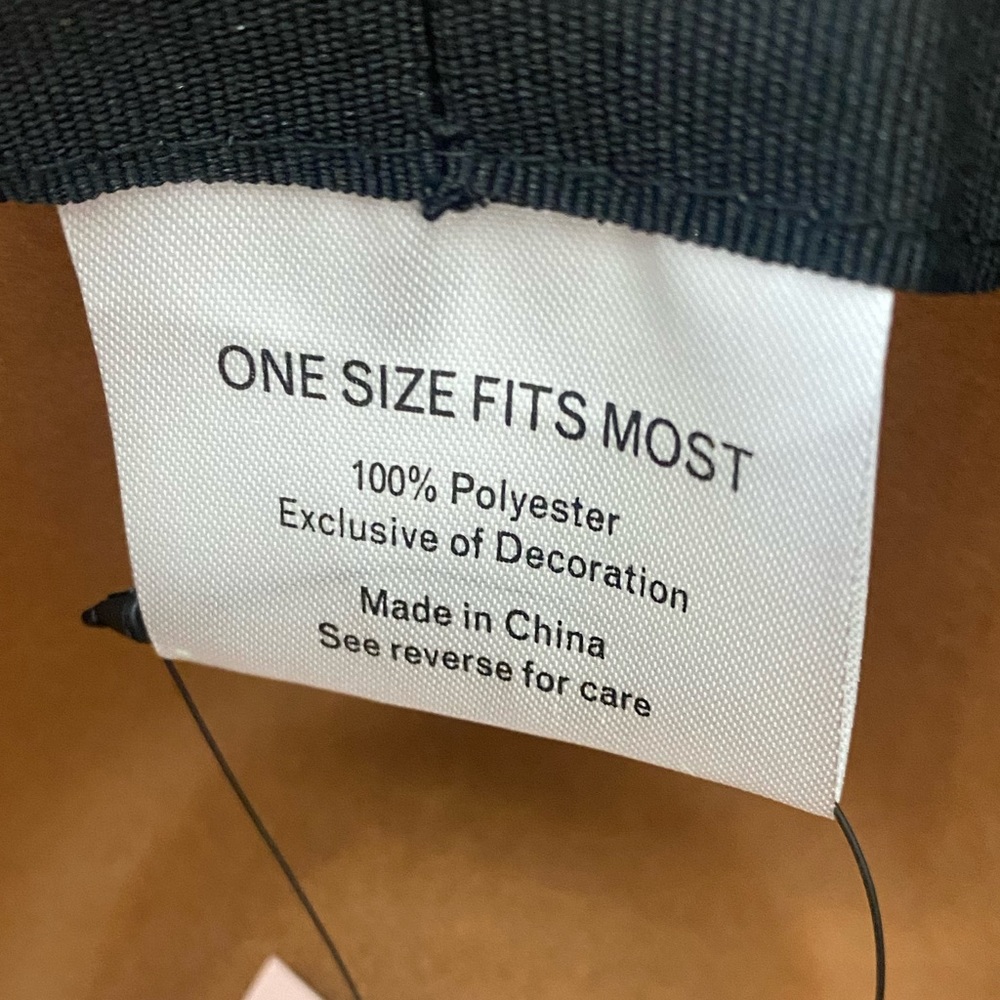 ONE SIZE FITS MOST
100% Polyester
Exclusive of Decoration
Made in China
See reverse for care